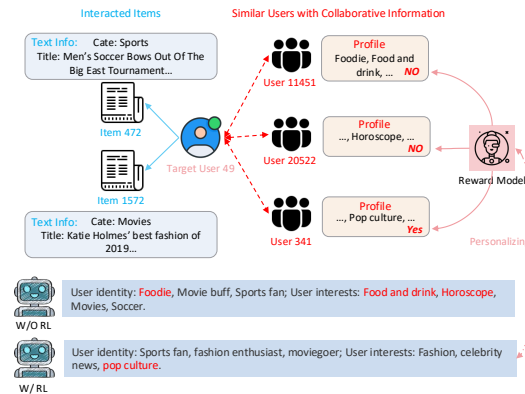 Interacted Items
Similar Users with Collaborative Information
Text Info: Cate: Sports
Title: Men's Soccer Bows Out Of The
Big East Tournament...
Item 472
Item 1572
Text Info: Cate: Movies
Title: Katie Holmes' best fashion of
2019...
Target User 49
User 11451
User 20522
User 341
Profile
Foodie, Food and
drink, ... NO
Profile
..., Horoscope, ...
NO
Profile
..., Pop culture, ...
Yes
Reward Model
Personalizin
W/O RL
User identity: Foodie, Movie buff, Sports fan; User interests: Food and drink, Horoscope,
Movies, Soccer.
W/ RL
User identity: Sports fan, fashion enthusiast, moviegoer; User interests: Fashion, celebrity
news, pop culture.